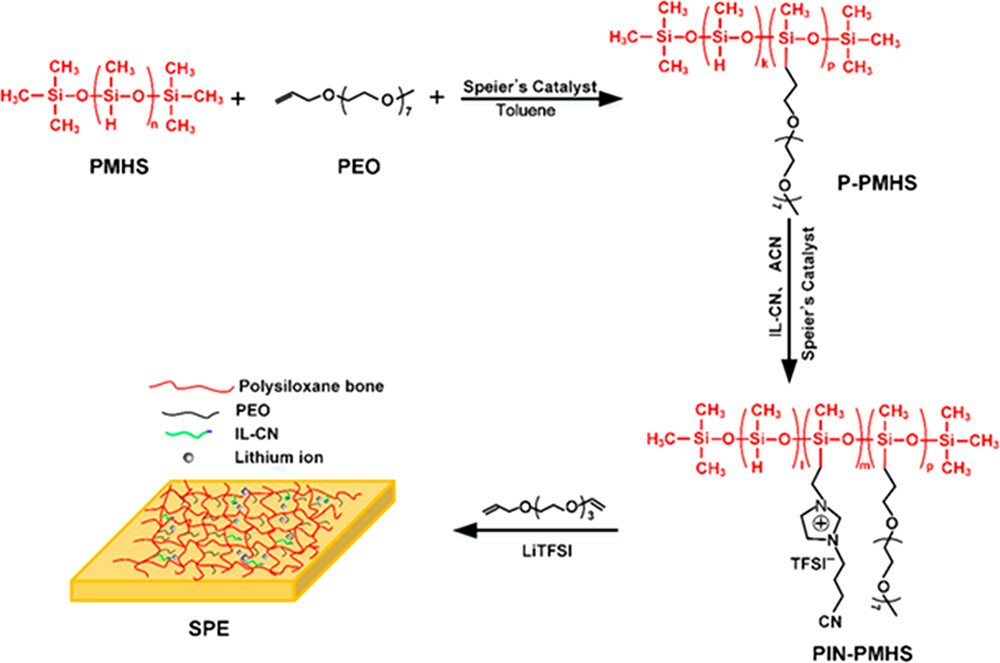 CH₃ CH₃ CH₃
H₃C–Si–O–(Si–O)ₙ–Si–CH₃
CH₃ H CH₃
PMHS
+
O O 7
PEO
+
Speier's Catalyst
Toluene
CH₃ CH₃ CH₃ CH₃
H₃C–Si–O–(Si–O)ₖ(Si–O)ₚ–Si–CH₃
CH₃ H CH₃
O
O
7
P-PMHS
IL-CN、ACN
Speier's Catalyst
CH₃ CH₃ CH₃ CH₃ CH₃
H₃C–Si–O–(Si–O)ₗ(Si–O)ₘ(Si–O)ₚ–Si–CH₃
CH₃ H CH₃
N
+
N
TFSI⁻
CN
O
O
7
PIN-PMHS
O O 3
LiTFSI
Polysiloxane bone
PEO
IL-CN
Lithium ion
SPE